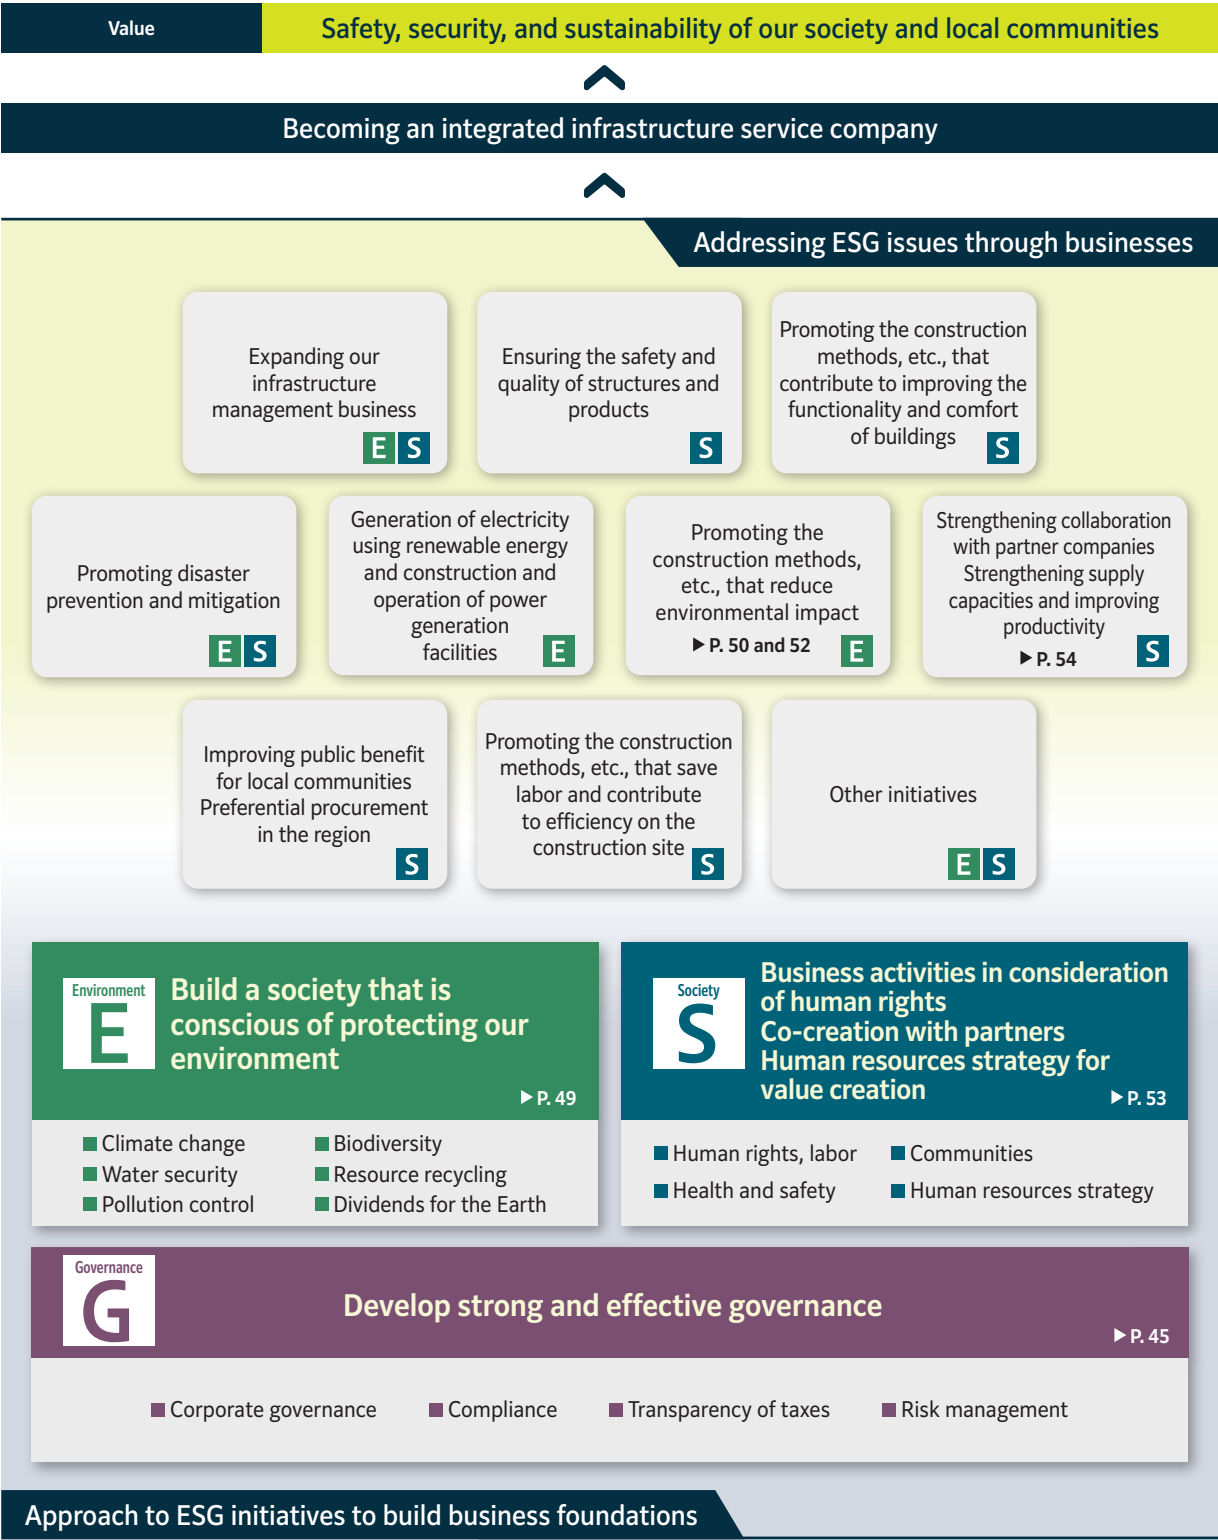 Value
Safety, security, and sustainability of our society and local communities
Becoming an integrated infrastructure service company
Addressing ESG issues through businesses
Expanding our
infrastructure
management business
E S
Ensuring the safety and
quality of structures and
products
S
Promoting the construction
methods, etc., that
contribute to improving the
functionality and comfort
of buildings
S
Promoting disaster
prevention and mitigation
E S
Generation of electricity
using renewable energy
and construction and
operation of power
generation
facilities
E
Promoting the
construction methods,
etc., that reduce
environmental impact
▶ P. 50 and 52
E
Strengthening collaboration
with partner companies
Strengthening supply
capacities and improving
productivity
▶ P. 54
S
Improving public benefit
for local communities
Preferential procurement
in the region
S
Promoting the construction
methods, etc., that save
labor and contribute
to efficiency on the
construction site
S
Other initiatives
E S
Environment
E
Build a society that is
conscious of protecting our
environment
▶ P. 49
■ Climate change
■ Water security
■ Pollution control
■ Biodiversity
■ Resource recycling
■ Dividends for the Earth
Society
S
Business activities in consideration
of human rights
Co-creation with partners
Human resources strategy for
value creation
▶ P. 53
■ Human rights, labor
■ Health and safety
■ Communities
■ Human resources strategy
Governance
G
Develop strong and effective governance
▶ P. 45
■ Corporate governance
■ Compliance
■ Transparency of taxes
■ Risk management
Approach to ESG initiatives to build business foundations